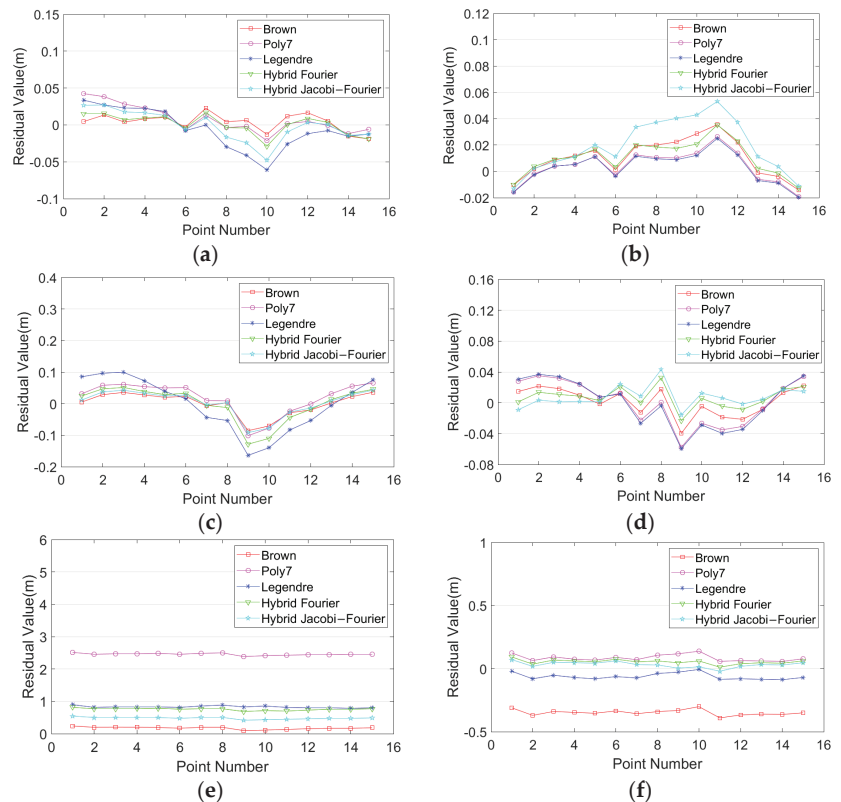 0.15
0.1
0.05
0
-0.05
-0.1
Residual Value(m)
0 2 4 6 8 10 12 14 16
Point Number
Brown
Poly7
Legendre
Hybrid Fourier
Hybrid Jacobi−Fourier
(a)
0.12
0.1
0.08
0.06
0.04
0.02
0
-0.02
Residual Value(m)
0 2 4 6 8 10 12 14 16
Point Number
Brown
Poly7
Legendre
Hybrid Fourier
Hybrid Jacobi−Fourier
(b)
0.4
0.3
0.2
0.1
0
-0.1
-0.2
Residual Value(m)
0 2 4 6 8 10 12 14 16
Point Number
Brown
Poly7
Legendre
Hybrid Fourier
Hybrid Jacobi−Fourier
(c)
0.16
0.12
0.08
0.04
0
-0.04
-0.08
Residual Value(m)
0 2 4 6 8 10 12 14 16
Point Number
Brown
Poly7
Legendre
Hybrid Fourier
Hybrid Jacobi−Fourier
(d)
6
5
4
3
2
1
0
Residual Value(m)
0 2 4 6 8 10 12 14 16
Point Number
Brown
Poly7
Legendre
Hybrid Fourier
Hybrid Jacobi−Fourier
(e)
1
0.5
0
-0.5
Residual Value(m)
0 2 4 6 8 10 12 14 16
Point Number
Brown
Poly7
Legendre
Hybrid Fourier
Hybrid Jacobi−Fourier
(f)